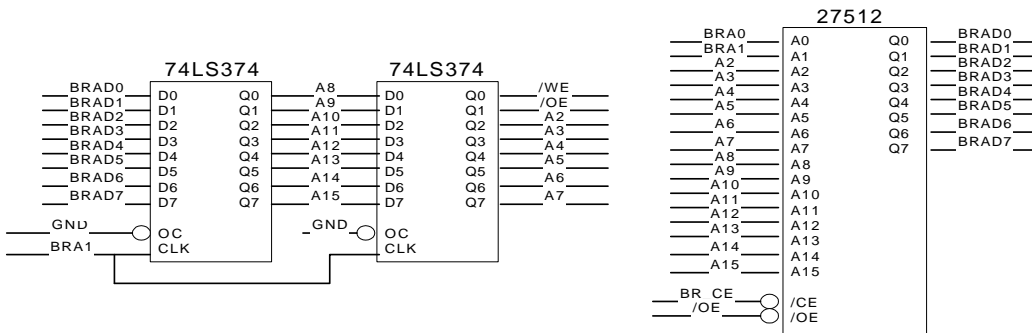 27512
74LS374 74LS374
BRAD0 D0 Q0 A8 D0 Q0 /WE
BRAD1 D1 Q1 A9 D1 Q1 /OE
BRAD2 D2 Q2 A10 D2 Q2 A2
BRAD3 D3 Q3 A11 D3 Q3 A3
BRAD4 D4 Q4 A12 D4 Q4 A4
BRAD5 D5 Q5 A13 D5 Q5 A5
BRAD6 D6 Q6 A14 D6 Q6 A6
BRAD7 D7 Q7 A15 D7 Q7 A7
GND OC GND OC
BRA1 CLK CLK
BRA0 A0 Q0 BRAD0
BRA1 A1 Q1 BRAD1
A2 A2 Q2 BRAD2
A3 A3 Q3 BRAD3
A4 A4 Q4 BRAD4
A5 A5 Q5 BRAD5
A6 A6 Q6 BRAD6
A7 A7 Q7 BRAD7
A8 A8
A9 A9
A10 A10
A11 A11
A12 A12
A13 A13
A14 A14
A15 A15
BR CE /CE
/OE /OE